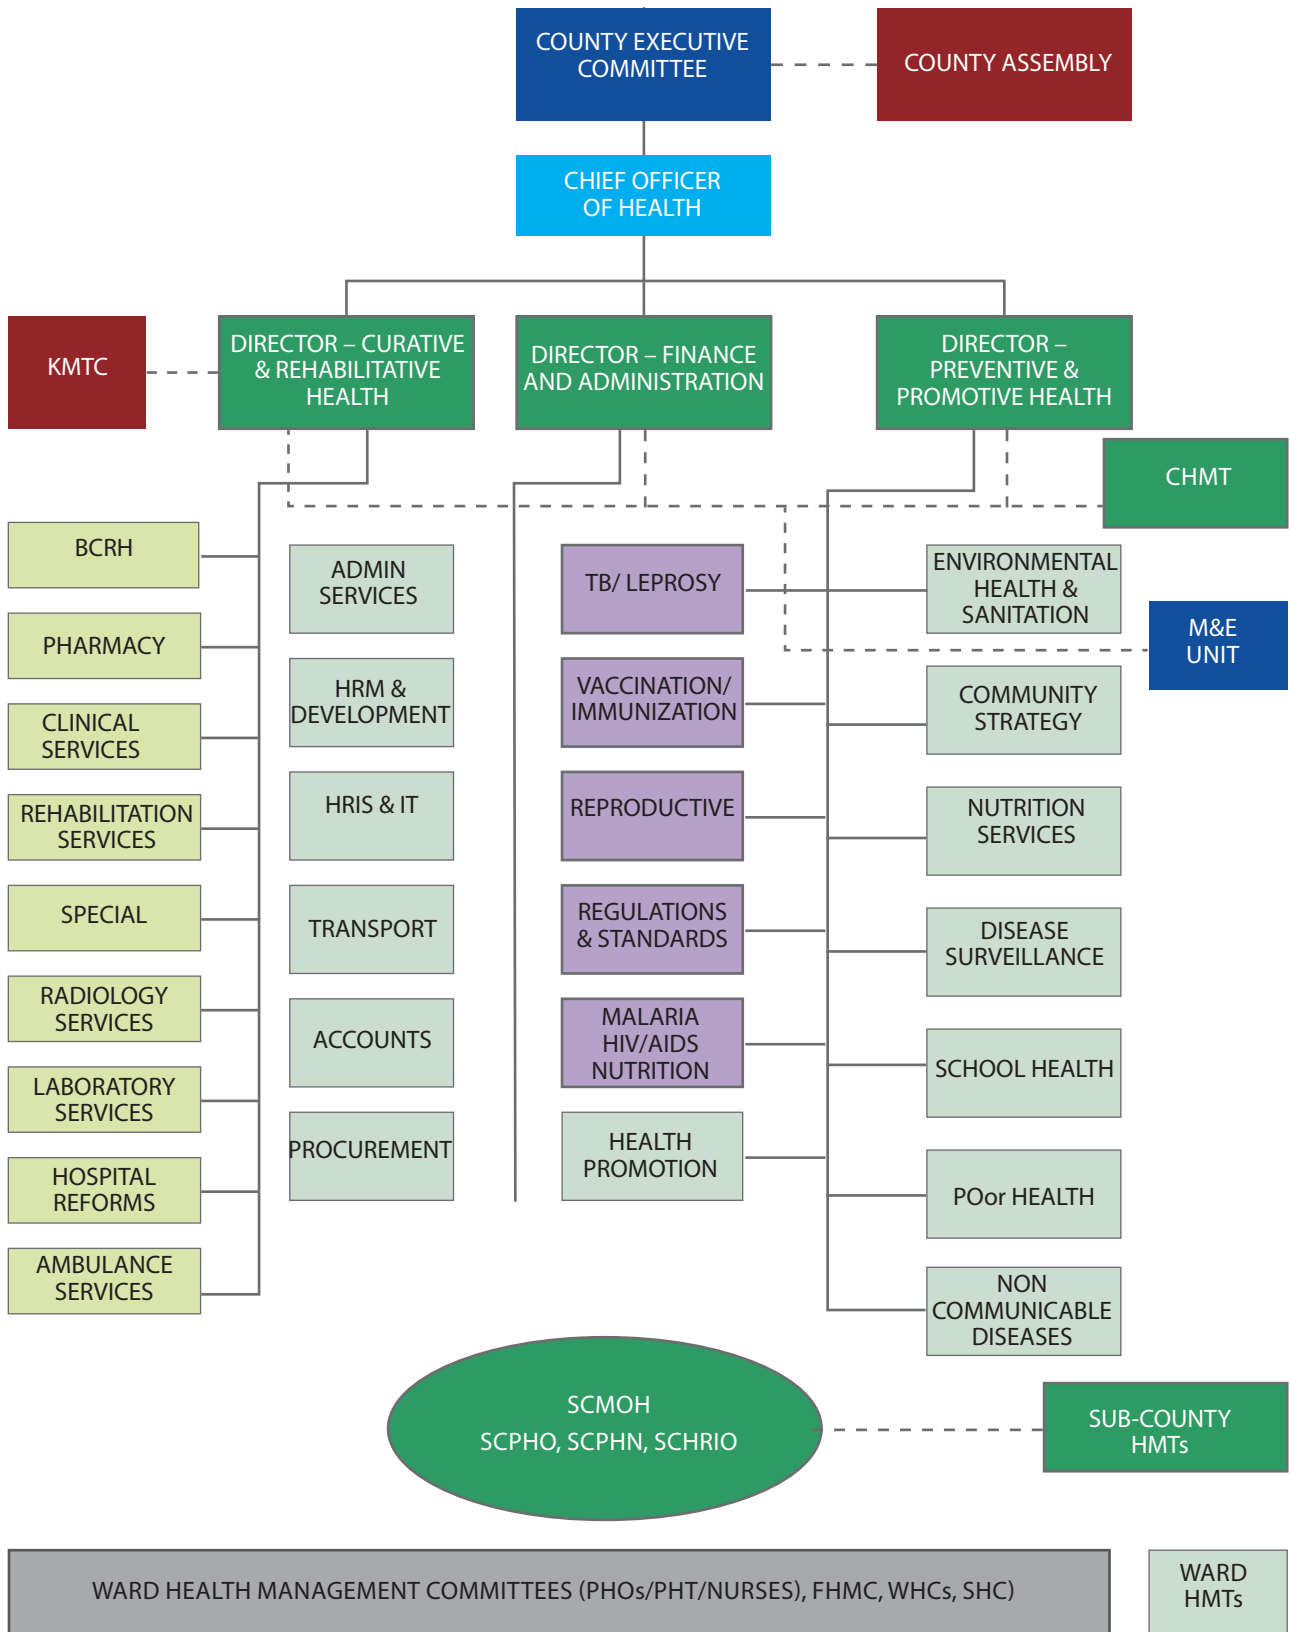 COUNTY EXECUTIVE
COMMITTEE
COUNTY ASSEMBLY
CHIEF OFFICER
OF HEALTH
KMTC
DIRECTOR – CURATIVE
& REHABILITATIVE
HEALTH
DIRECTOR – FINANCE
AND ADMINISTRATION
DIRECTOR –
PREVENTIVE &
PROMOTIVE HEALTH
CHMT
BCRH
PHARMACY
CLINICAL
SERVICES
REHABILITATION
SERVICES
SPECIAL
RADIOLOGY
SERVICES
LABORATORY
SERVICES
HOSPITAL
REFORMS
AMBULANCE
SERVICES
ADMIN
SERVICES
HRM &
DEVELOPMENT
HRIS & IT
TRANSPORT
ACCOUNTS
PROCUREMENT
TB/ LEPROSY
VACCINATION/
IMMUNIZATION
REPRODUCTIVE
REGULATIONS
& STANDARDS
MALARIA
HIV/AIDS
NUTRITION
HEALTH
PROMOTION
ENVIRONMENTAL
HEALTH &
SANITATION
COMMUNITY
STRATEGY
NUTRITION
SERVICES
DISEASE
SURVEILLANCE
SCHOOL HEALTH
POor HEALTH
NON
COMMUNICABLE
DISEASES
M&E
UNIT
SCMOH
SCPHO, SCPHN, SCHRIO
SUB-COUNTY
HMTs
WARD HEALTH MANAGEMENT COMMITTEES (PHOs/PHT/NURSES), FHMC, WHCs, SHC)
WARD
HMTs